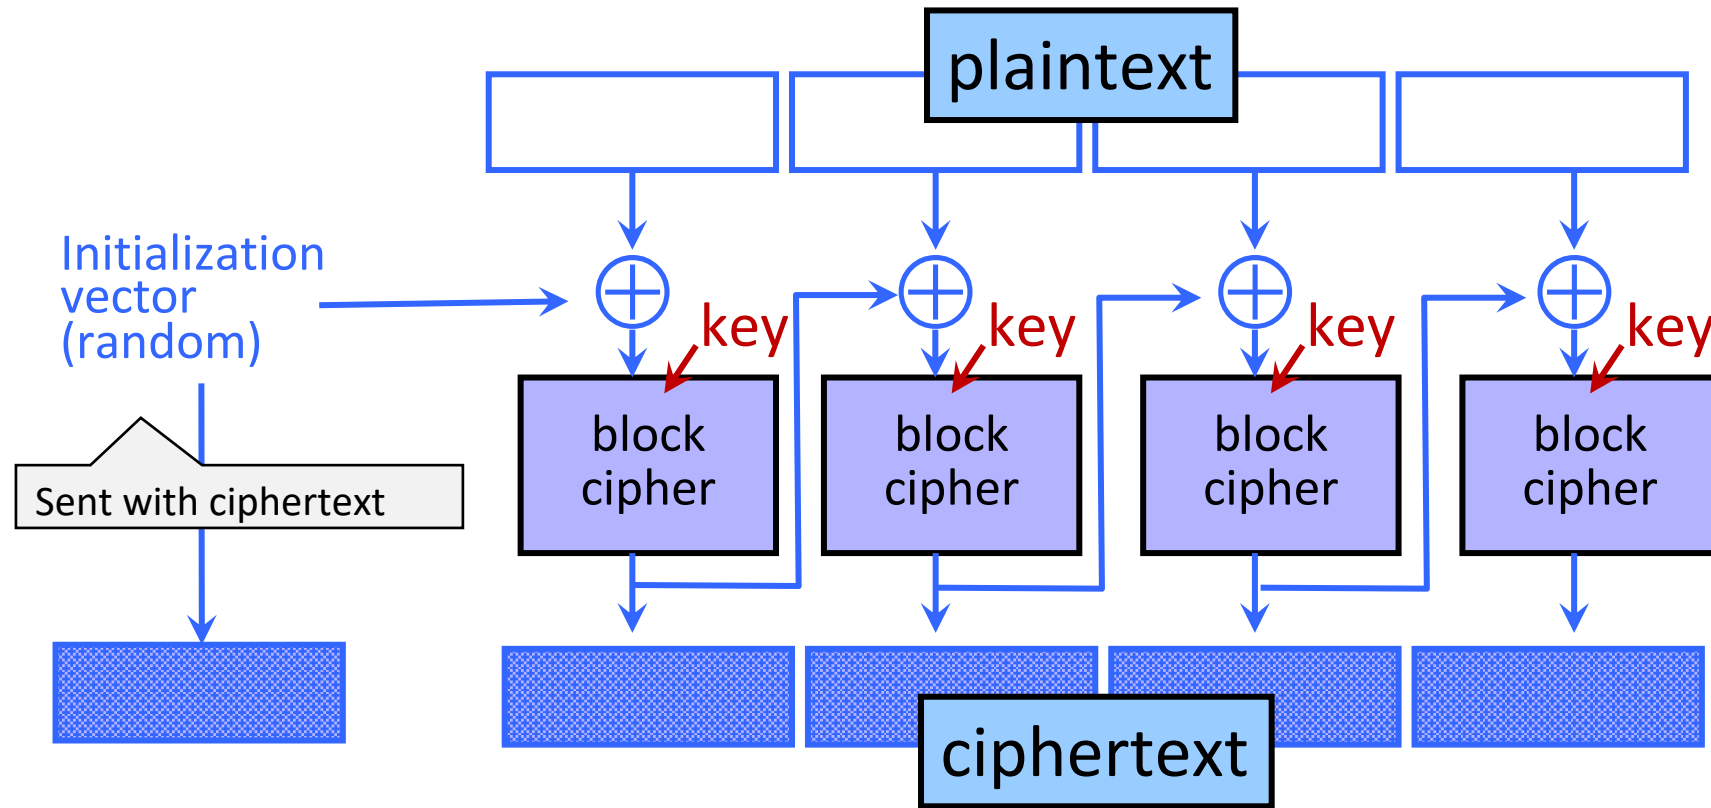 plaintext
Initialization
vector
(random)
key
key
key
key
block
cipher
block
cipher
block
cipher
block
cipher
Sent with ciphertext
ciphertext